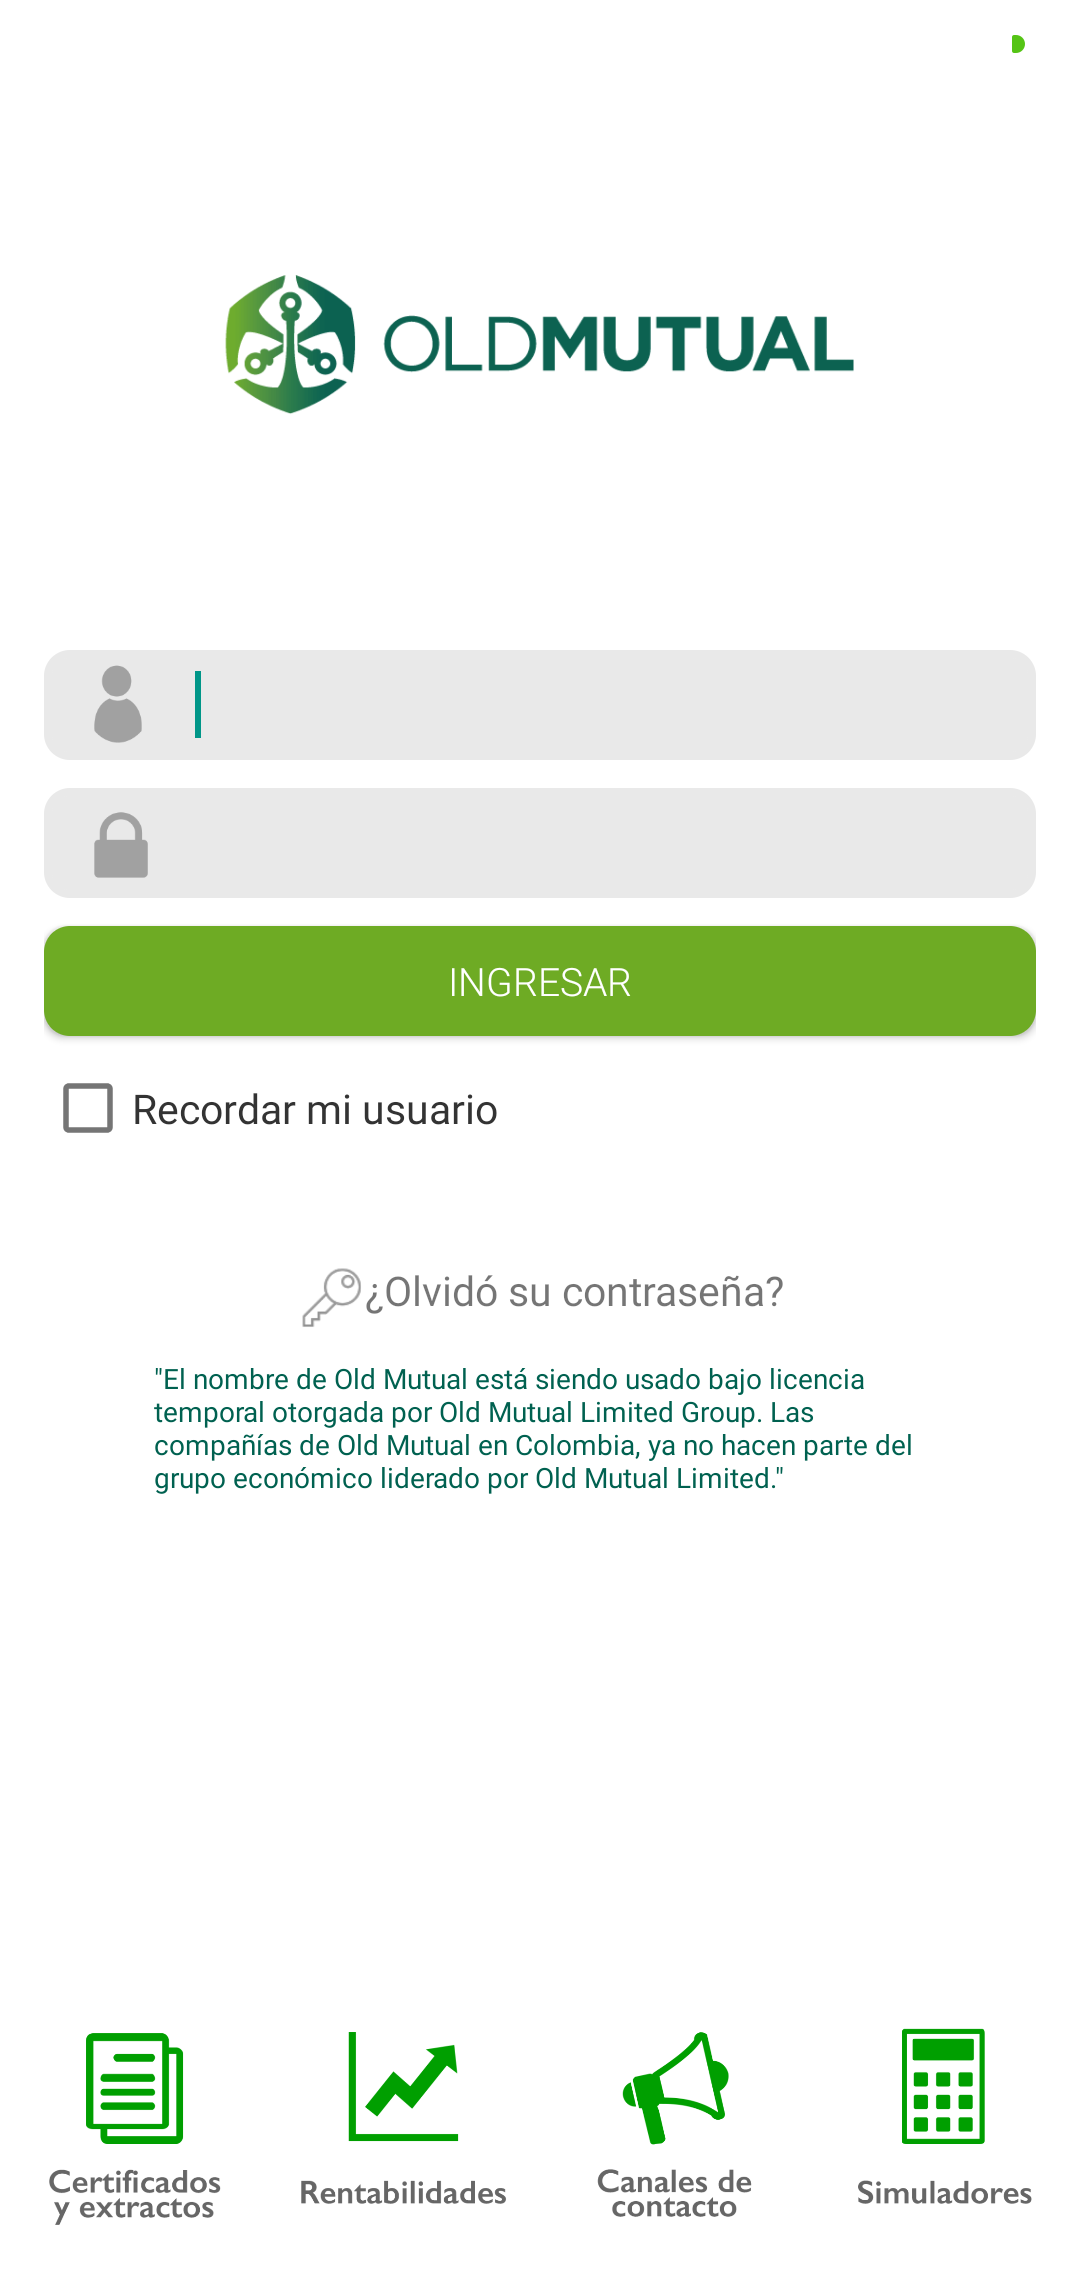 OLDMUTUAL
INGRESAR
Recordar mi usuario
¿Olvidó su contraseña?
"El nombre de Old Mutual está siendo usado bajo licencia
temporal otorgada por Old Mutual Limited Group. Las
compañías de Old Mutual en Colombia, ya no hacen parte del
grupo económico liderado por Old Mutual Limited."
Certificados
y extractos
Rentabilidades
Canales de
contacto
Simuladores